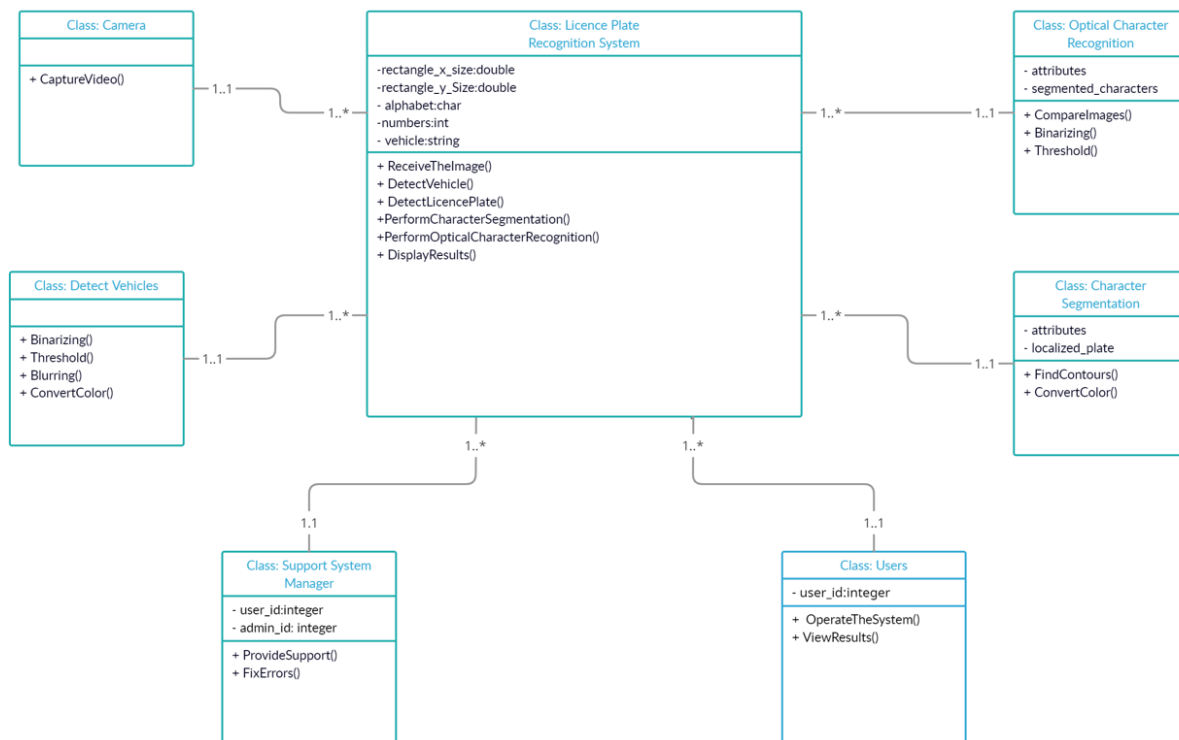 Class: Camera
+ CaptureVideo()
1..1
1..*
Class: Licence Plate
Recognition System
-rectangle_x_size:double
-rectangle_y_Size:double
- alphabet:char
-numbers:int
- vehicle:string
+ ReceiveTheImage()
+ DetectVehicle()
+ DetectLicencePlate()
+PerformCharacterSegmentation()
+PerformOpticalCharacterRecognition()
+ DisplayResults()
1..*
1..1
Class: Optical Character
Recognition
- attributes
- segmented_characters
+ CompareImages()
+ Binarizing()
+ Threshold()
Class: Detect Vehicles
+ Binarizing()
+ Threshold()
+ Blurring()
+ ConvertColor()
1..1
1..*
1..*
1..1
Class: Character
Segmentation
- attributes
- localized_plate
+ FindContours()
+ ConvertColor()
1..*
1..*
1.1
1..1
Class: Support System
Manager
- user_id:integer
- admin_id: integer
+ ProvideSupport()
+ FixErrors()
Class: Users
- user_id:integer
+ OperateTheSystem()
+ ViewResults()